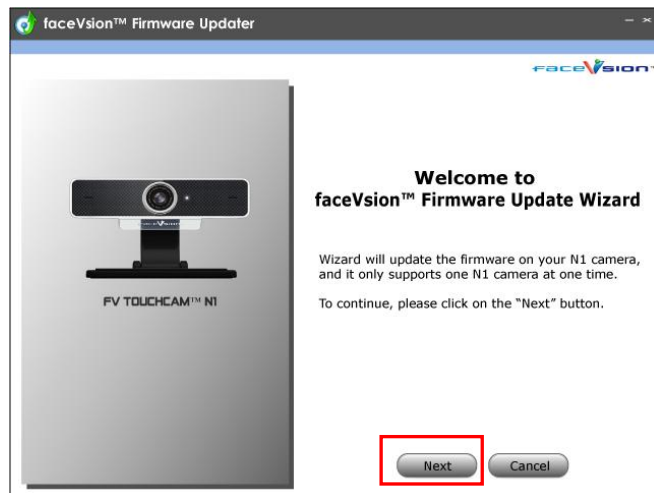 faceVsion™ Firmware Updater
faceVsion™
Welcome to
faceVsion™ Firmware Update Wizard
Wizard will update the firmware on your N1 camera,
and it only supports one N1 camera at one time.
To continue, please click on the “Next” button.
FV TOUCHCAM™ N1
Next
Cancel